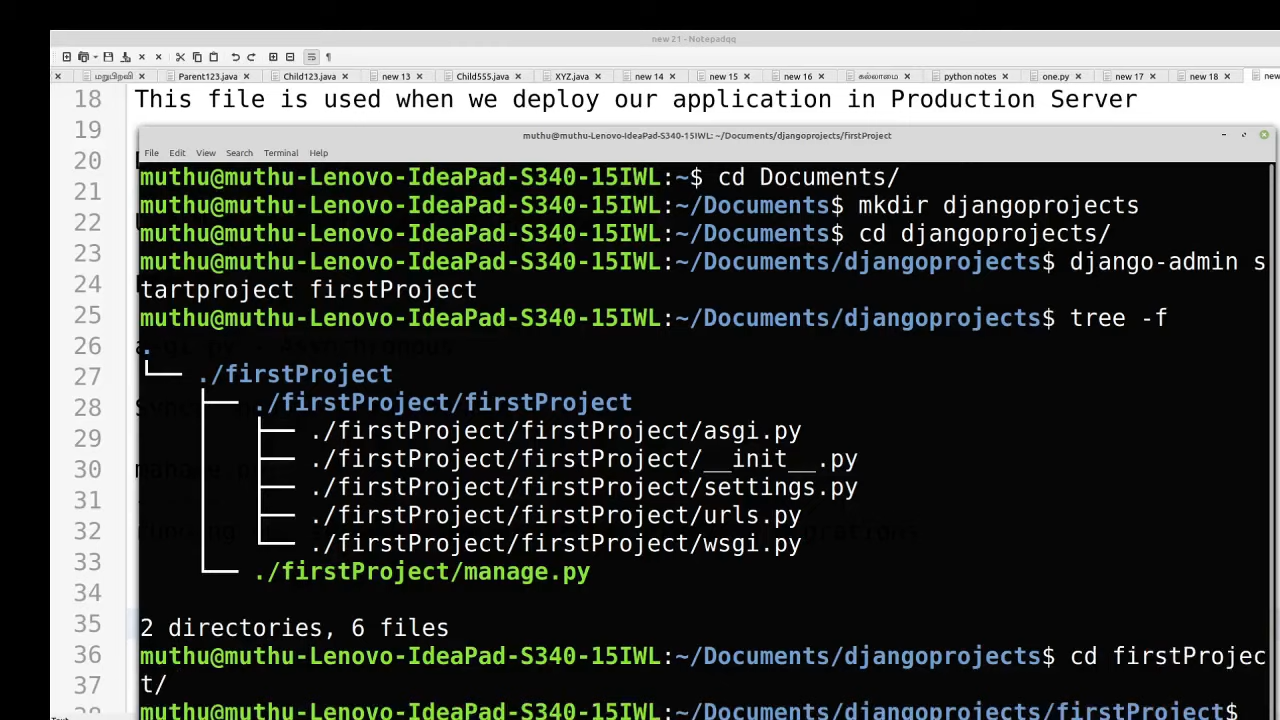 new 21 - Notepadqq
மறுபிறவி Parent123.java Child123.java new 13 Child555.java XYZ.java new 14 new 15 new 16 கல்லாமை python notes one.py new 17 new 18 new
18 This file is used when we deploy our application in Production Server
19
20
21
22
23
24
25
26
27
28
29
30
31
32
33
34
35
36
37
muthu@muthu-Lenovo-IdeaPad-S340-15IWL: ~/Documents/djangoprojects/firstProject
File Edit View Search Terminal Help
muthu@muthu-Lenovo-IdeaPad-S340-15IWL:~$ cd Documents/
muthu@muthu-Lenovo-IdeaPad-S340-15IWL:~/Documents$ mkdir djangoprojects
muthu@muthu-Lenovo-IdeaPad-S340-15IWL:~/Documents$ cd djangoprojects/
muthu@muthu-Lenovo-IdeaPad-S340-15IWL:~/Documents/djangoprojects$ django-admin s
tartproject firstProject
muthu@muthu-Lenovo-IdeaPad-S340-15IWL:~/Documents/djangoprojects$ tree -f
.
└── ./firstProject
├── ./firstProject/firstProject
├── ./firstProject/firstProject/asgi.py
├── ./firstProject/firstProject/__init__.py
├── ./firstProject/firstProject/settings.py
├── ./firstProject/firstProject/urls.py
└── ./firstProject/firstProject/wsgi.py
└── ./firstProject/manage.py
2 directories, 6 files
muthu@muthu-Lenovo-IdeaPad-S340-15IWL:~/Documents/djangoprojects$ cd firstProjec
t/
muthu@muthu-Lenovo-IdeaPad-S340-15IWL:~/Documents/djangoprojects/firstProject$